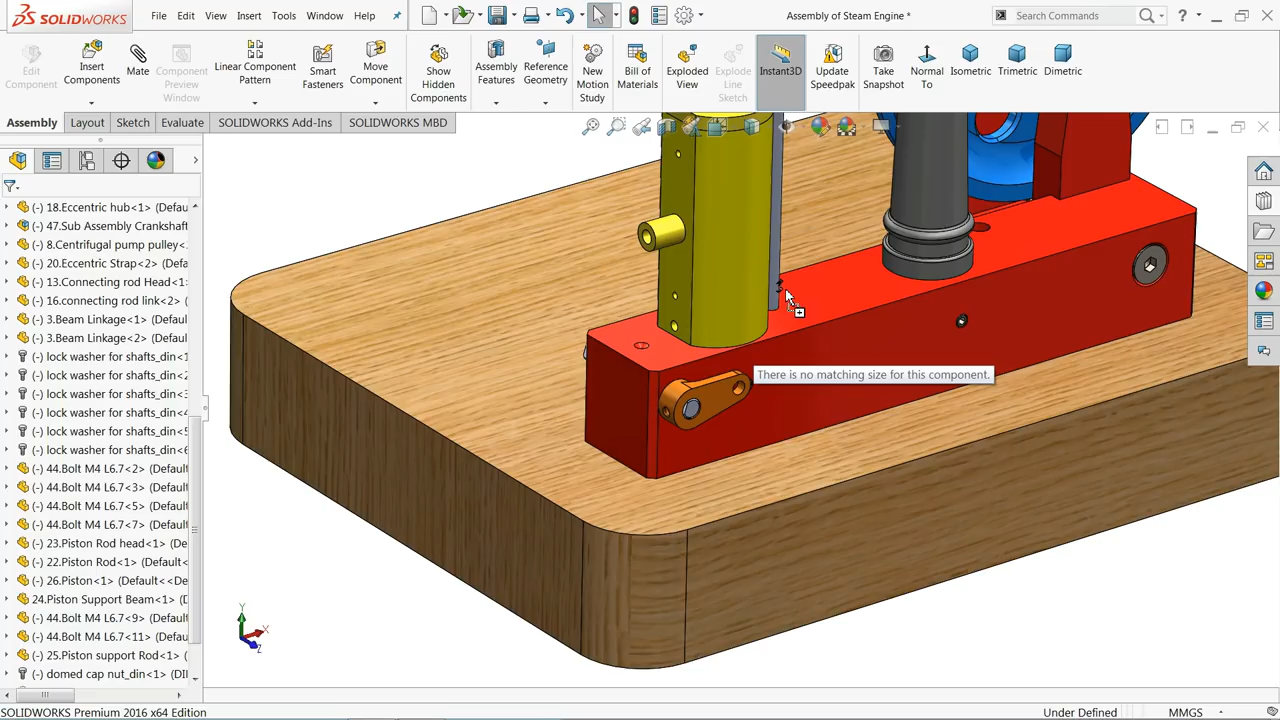 SOLIDWORKS
File Edit View Insert Tools Window Help
Assembly of Steam Engine *
Search Commands
Edit Component
Insert Components
Mate
Component Preview Window
Linear Component Pattern
Smart Fasteners
Move Component
Show Hidden Components
Assembly Features
Reference Geometry
New Motion Study
Bill of Materials
Exploded View
Explode Line Sketch
Instant3D
Update Speedpak
Take Snapshot
Normal To
Isometric
Trimetric
Dimetric
Assembly Layout Sketch Evaluate SOLIDWORKS Add-Ins SOLIDWORKS MBD
(-) 18.Eccentric hub<1> (Defau
(-) 47.Sub Assembly Crankshaft
(-) 8.Centrifugal pump pulley<
(-) 20.Eccentric Strap<2> (Defau
(-) 13.Connecting rod Head<1>
(-) 16.connecting rod link<2> (
(-) 3.Beam Linkage<1> (Default
(-) 3.Beam Linkage<2> (Default
(-) lock washer for shafts_din<1
(-) lock washer for shafts_din<2
(-) lock washer for shafts_din<3
(-) lock washer for shafts_din<4
(-) lock washer for shafts_din<5
(-) lock washer for shafts_din<6
(-) 44.Bolt M4 L6.7<2> (Default
(-) 44.Bolt M4 L6.7<3> (Default
(-) 44.Bolt M4 L6.7<5> (Default
(-) 44.Bolt M4 L6.7<7> (Default
(-) 23.Piston Rod head<1> (De
(-) 22.Piston Rod<1> (Default<
(-) 26.Piston<1> (Default<<De
24.Piston Support Beam<1> (D
(-) 44.Bolt M4 L6.7<9> (Default
(-) 44.Bolt M4 L6.7<11> (Defau
(-) 25.Piston support Rod<1> (
(-) domed cap nut_din<1> (DI
There is no matching size for this component.
Y
X
Z
SOLIDWORKS Premium 2016 x64 Edition
Under Defined
MMGS